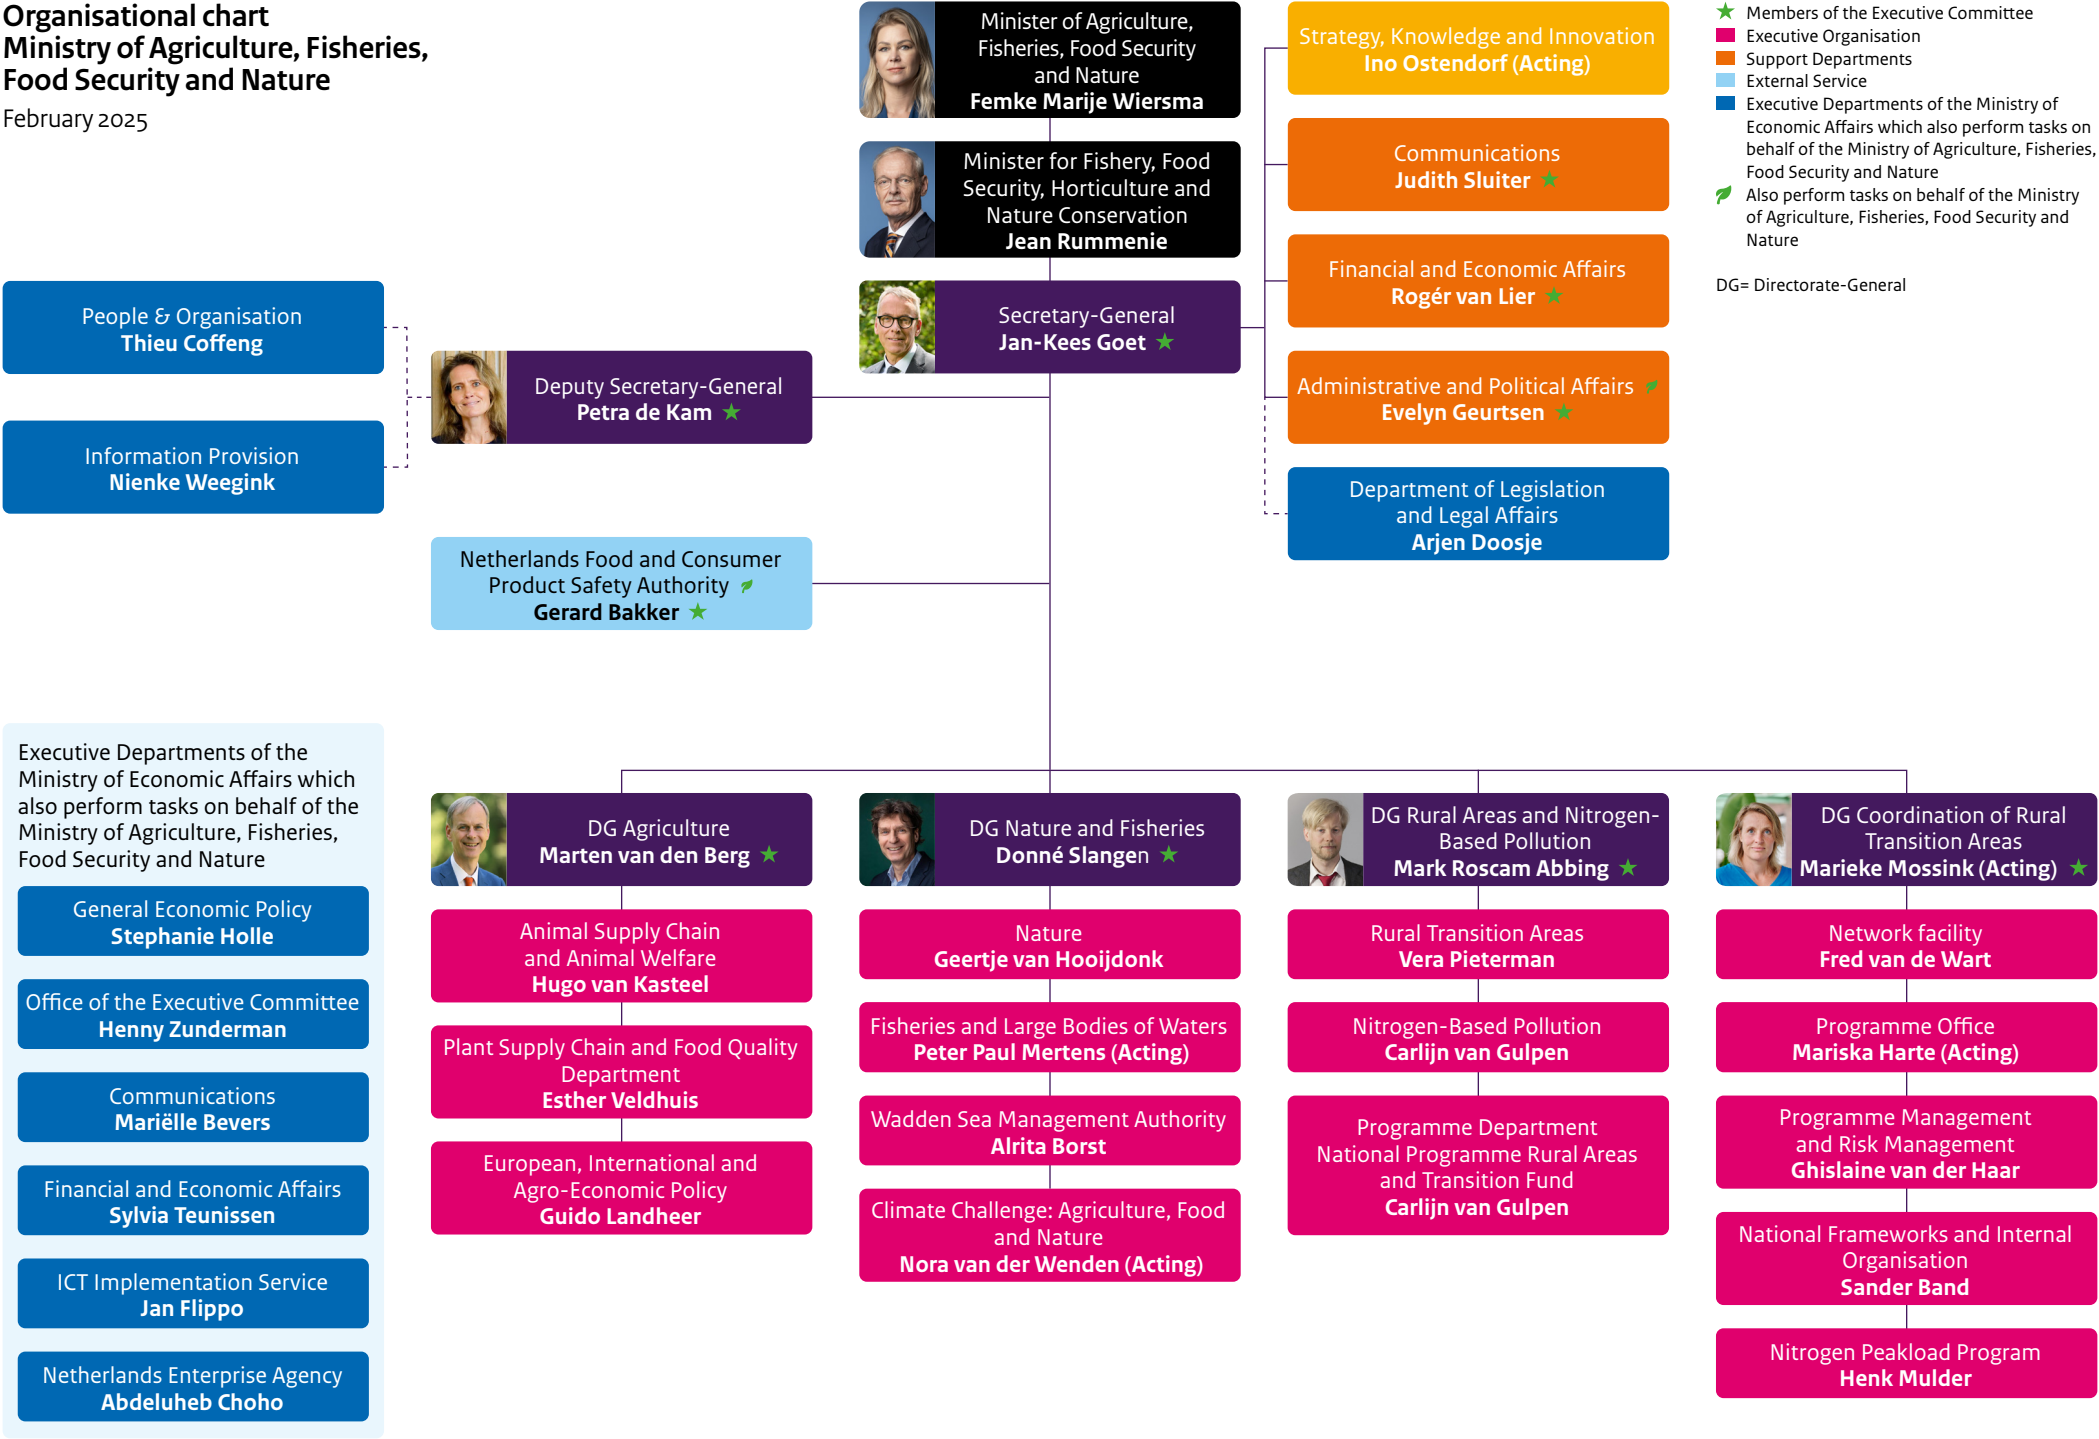 Organisational chart
Ministry of Agriculture, Fisheries,
Food Security and Nature
February 2025
Minister of Agriculture,
Fisheries, Food Security
and Nature
Femke Marije Wiersma
Minister for Fishery, Food
Security, Horticulture and
Nature Conservation
Jean Rummenie
Secretary-General
Jan-Kees Goet
Strategy, Knowledge and Innovation
Ino Ostendorf (Acting)
Communications
Judith Sluiter
Financial and Economic Affairs
Rogér van Lier
Administrative and Political Affairs
Evelyn Geurtsen
Department of Legislation
and Legal Affairs
Arjen Doosje
Members of the Executive Committee
Executive Organisation
Support Departments
External Service
Executive Departments of the Ministry of
Economic Affairs which also perform tasks on
behalf of the Ministry of Agriculture, Fisheries,
Food Security and Nature
Also perform tasks on behalf of the Ministry
of Agriculture, Fisheries, Food Security and
Nature
DG= Directorate-General
People & Organisation
Thieu Coffeng
Information Provision
Nienke Weegink
Deputy Secretary-General
Petra de Kam
Netherlands Food and Consumer
Product Safety Authority
Gerard Bakker
Executive Departments of the
Ministry of Economic Affairs which
also perform tasks on behalf of the
Ministry of Agriculture, Fisheries,
Food Security and Nature
General Economic Policy
Stephanie Holle
Office of the Executive Committee
Henny Zunderman
Communications
Mariëlle Bevers
Financial and Economic Affairs
Sylvia Teunissen
ICT Implementation Service
Jan Flippo
Netherlands Enterprise Agency
Abdeluheb Choho
DG Agriculture
Marten van den Berg
Animal Supply Chain
and Animal Welfare
Hugo van Kasteel
Plant Supply Chain and Food Quality
Department
Esther Veldhuis
European, International and
Agro-Economic Policy
Guido Landheer
DG Nature and Fisheries
Donné Slangen
Nature
Geertje van Hooijdonk
Fisheries and Large Bodies of Waters
Peter Paul Mertens (Acting)
Wadden Sea Management Authority
Alrita Borst
Climate Challenge: Agriculture, Food
and Nature
Nora van der Wenden (Acting)
DG Rural Areas and Nitrogen-
Based Pollution
Mark Roscam Abbing
Rural Transition Areas
Vera Pieterman
Nitrogen-Based Pollution
Carlijn van Gulpen
Programme Department
National Programme Rural Areas
and Transition Fund
Carlijn van Gulpen
DG Coordination of Rural
Transition Areas
Marieke Mossink (Acting)
Network facility
Fred van de Wart
Programme Office
Mariska Harte (Acting)
Programme Management
and Risk Management
Ghislaine van der Haar
National Frameworks and Internal
Organisation
Sander Band
Nitrogen Peakload Program
Henk Mulder